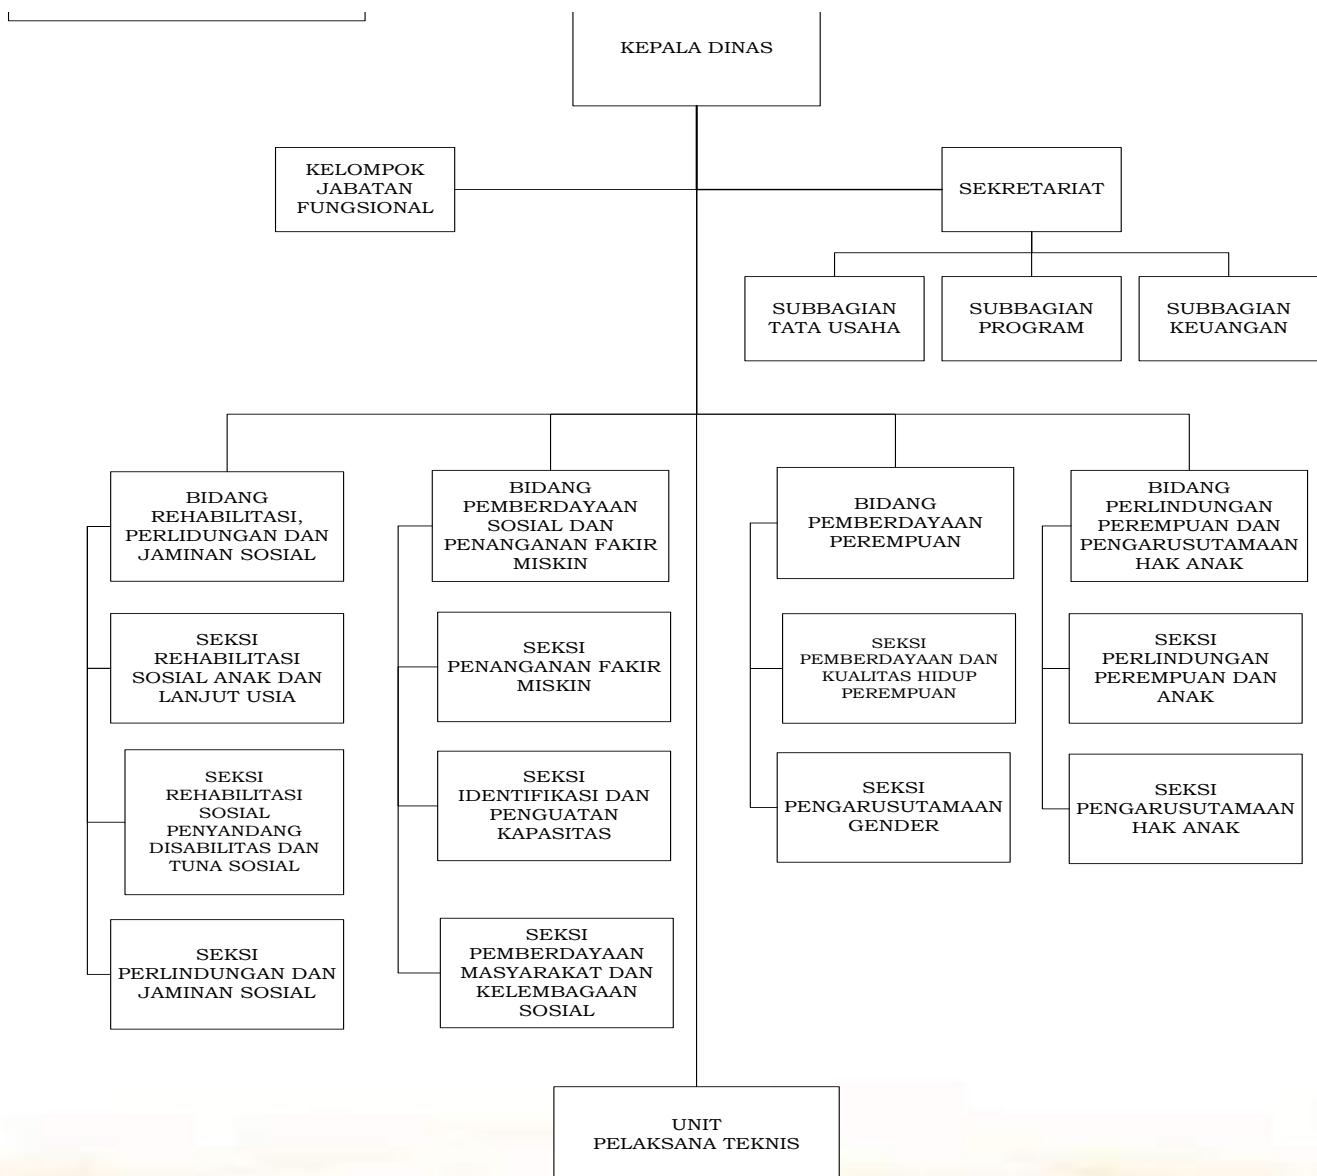 KEPALA DINAS
KELOMPOK
JABATAN
FUNGSIONAL
SEKRETARIAT
SUBBAGIAN
TATA USAHA
SUBBAGIAN
PROGRAM
SUBBAGIAN
KEUANGAN
BIDANG
REHABILITASI,
PERLIDUNGAN DAN
JAMINAN SOSIAL
BIDANG
PEMBERDAYAAN
SOSIAL DAN
PENANGANAN FAKIR
MISKIN
BIDANG
PEMBERDAYAAN
PEREMPUAN
BIDANG
PERLINDUNGAN
PEREMPUAN DAN
PENGARUSUTAMAAN
HAK ANAK
SEKSI
REHABILITASI
SOSIAL ANAK DAN
LANJUT USIA
SEKSI
PENANGANAN FAKIR
MISKIN
SEKSI
PEMBERDAYAAN DAN
KUALITAS HIDUP
PEREMPUAN
SEKSI
PERLINDUNGAN
PEREMPUAN DAN
ANAK
SEKSI
REHABILITASI
SOSIAL
PENYANDANG
DISABILITAS DAN
TUNA SOSIAL
SEKSI
IDENTIFIKASI DAN
PENGUATAN
KAPASITAS
SEKSI
PENGARUSUTAMAAN
GENDER
SEKSI
PENGARUSUTAMAAN
HAK ANAK
SEKSI
PERLINDUNGAN DAN
JAMINAN SOSIAL
SEKSI
PEMBERDAYAAN
MASYARAKAT DAN
KELEMBAGAAN
SOSIAL
UNIT
PELAKSANA TEKNIS